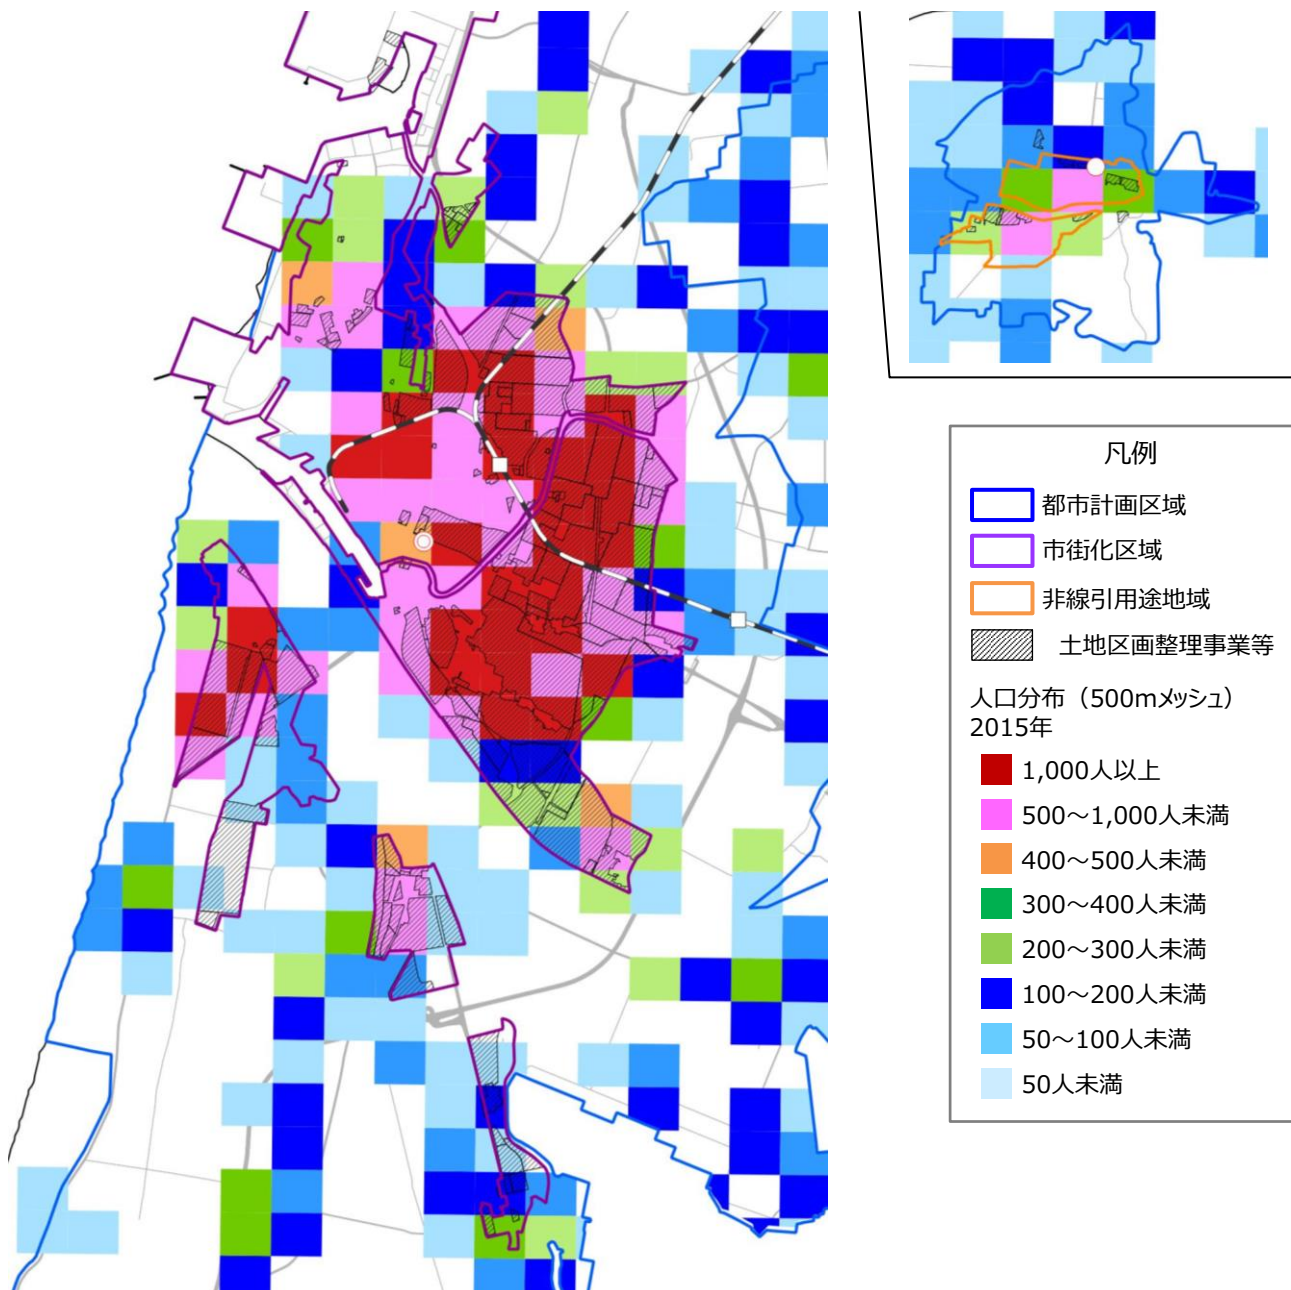 凡例
都市計画区域
市街化区域
非線引用途地域
土地区画整理事業等
人口分布（500mメッシュ）
2015年
1,000人以上
500～1,000人未満
400～500人未満
300～400人未満
200～300人未満
100～200人未満
50～100人未満
50人未満